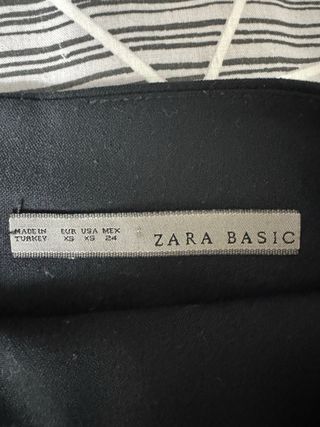 MADE IN EUR USA MEX
TURKEY XS XS 24 ZARA BASIC